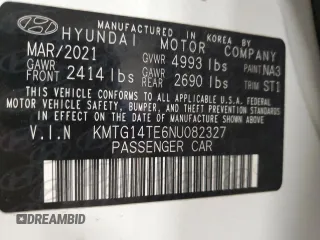 MANUFACTURED IN KOREA BY
HYUNDAI MOTOR COMPANY
MAR/2021 GVWR 4993 lbs PAINT NA3
GAWR FRONT 2414 lbs GAWR REAR 2690 lbs TRIM ST1
THIS VEHICLE CONFORMS TO ALL APPLICABLE U.S.A. FEDERAL
MOTOR VEHICLE SAFETY, BUMPER, AND THEFT PREVENTION
STANDARDS IN EFFECT ON THE DATE OF MANUFACTURE SHOWN ABOVE.
V.I.N KMTG14TE6NU082327
PASSENGER CAR
DREAMBID